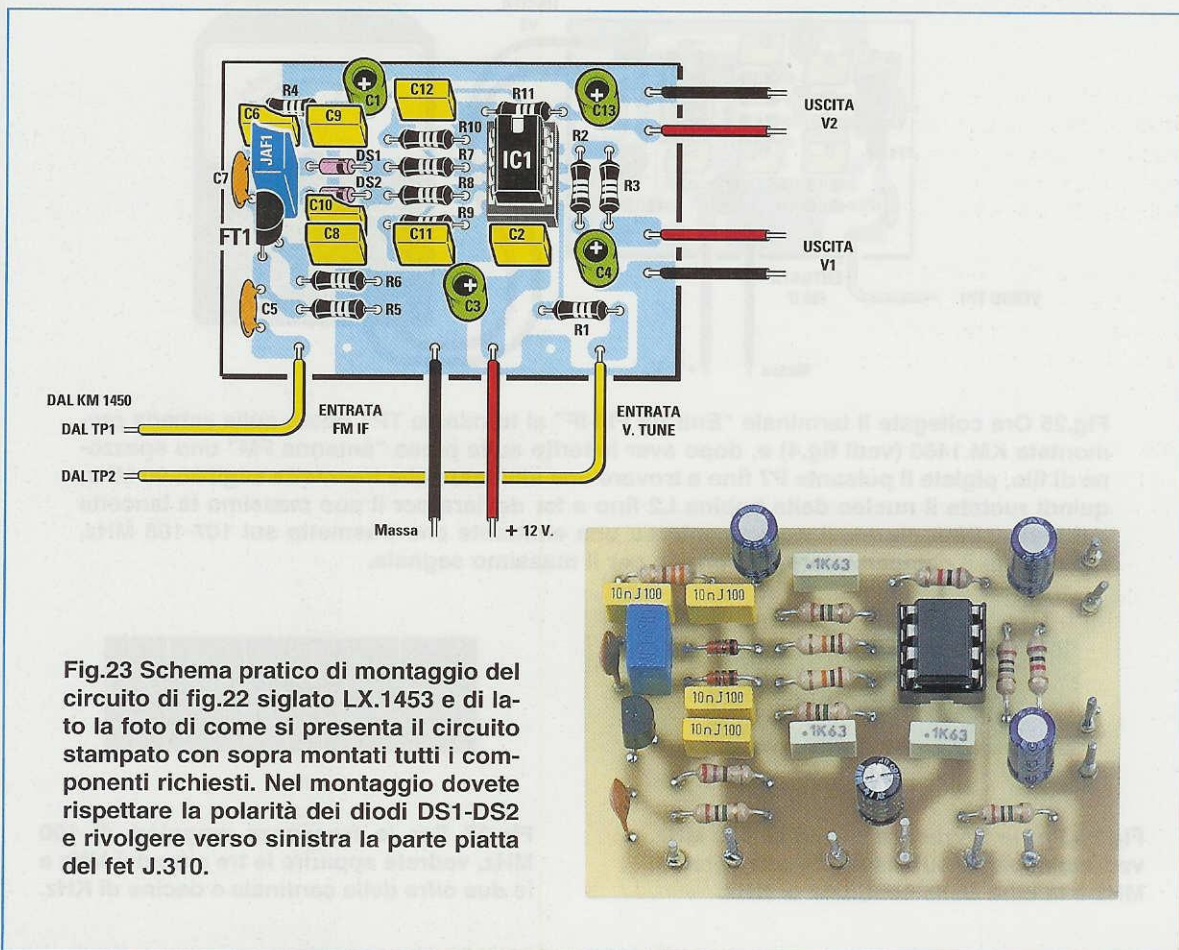 R4
C1
C12
R11
C13
USCITA
V2
C6
C9
R10
R2
JAF1
DS1
R7
IC1
C7
DS2
R8
R3
C10
R9
FT1
C8
C11
C2
C4
USCITA
V1
R6
C5
R5
C3
R1
DAL KM 1450
DAL TP1
ENTRATA
FM IF
ENTRATA
V. TUNE
DAL TP2
Massa
+ 12 V.
10nJ100
10nJ100
.1K63
10nJ100
10nJ100
.1K63
.1K63
Fig.23 Schema pratico di montaggio del
circuito di fig.22 siglato LX.1453 e di la-
to la foto di come si presenta il circuito
stampato con sopra montati tutti i com-
ponenti richiesti. Nel montaggio dovete
rispettare la polarità dei diodi DS1-DS2
e rivolgere verso sinistra la parte piatta
del fet J.310.